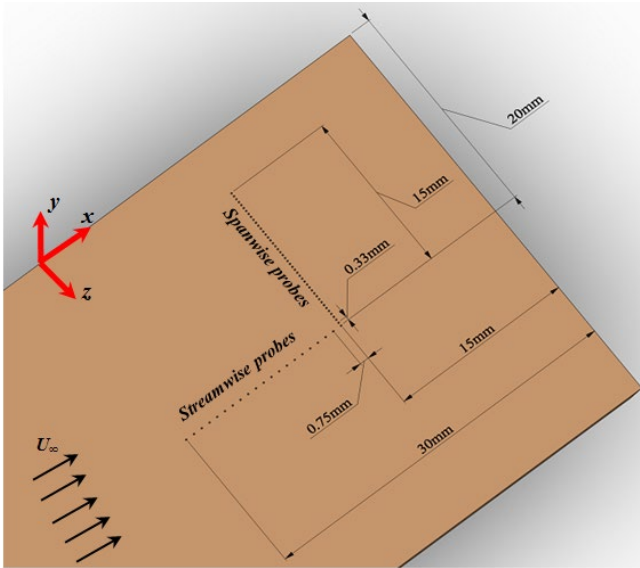 20mm
15mm
y
x
z
Spanwise probes
0.33mm
Streamwise probes
15mm
0.75mm
30mm
U∞